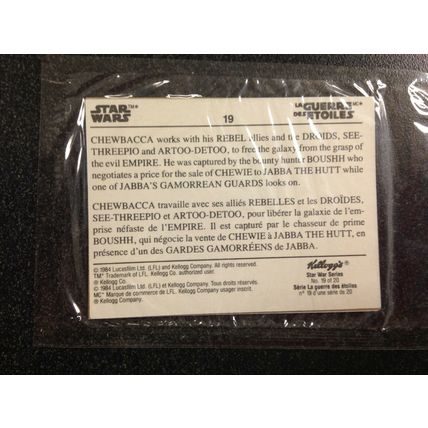 STAR WARS™® 19 LA GUERRE DES ÉTOILES MC®
CHEWBACCA works with his REBEL allies and the DROIDS, SEE-
THREEPIO and ARTOO-DETOO, to free the galaxy from the grasp of
the evil EMPIRE. He was captured by the bounty hunter BOUSHH who
negotiates a price for the sale of CHEWIE to JABBA THE HUTT while
one of JABBA'S GAMORREAN GUARDS looks on.
CHEWBACCA travaille avec ses alliés REBELLES et les DROÏDES,
SEE-THREEPIO et ARTOO-DETOO, pour libérer la galaxie de l'em-
prise néfaste de l'EMPIRE. Il est capturé par le chasseur de prime
BOUSHH, qui négocie la vente de CHEWIE à JABBA THE HUTT, en
présence d'un des GARDES GAMORRÉENS de JABBA.
© 1984 Lucasfilm Ltd. (LFL) and Kellogg Company. All rights reserved.
TM* Trademark of LFL. Kellogg Co. authorized user.
® Kellogg Co.
© 1984 Lucasfilm Ltd. (LFL) et Kellogg Company. Tous droits réservés.
MC* Marque de commerce de LFL. Kellogg Company usager inscrit.
® Kellogg Company.
Kellogg's®
Star War Series
No. 19 of 20
Série La guerre des étoiles
n° 19 d'une série de 20